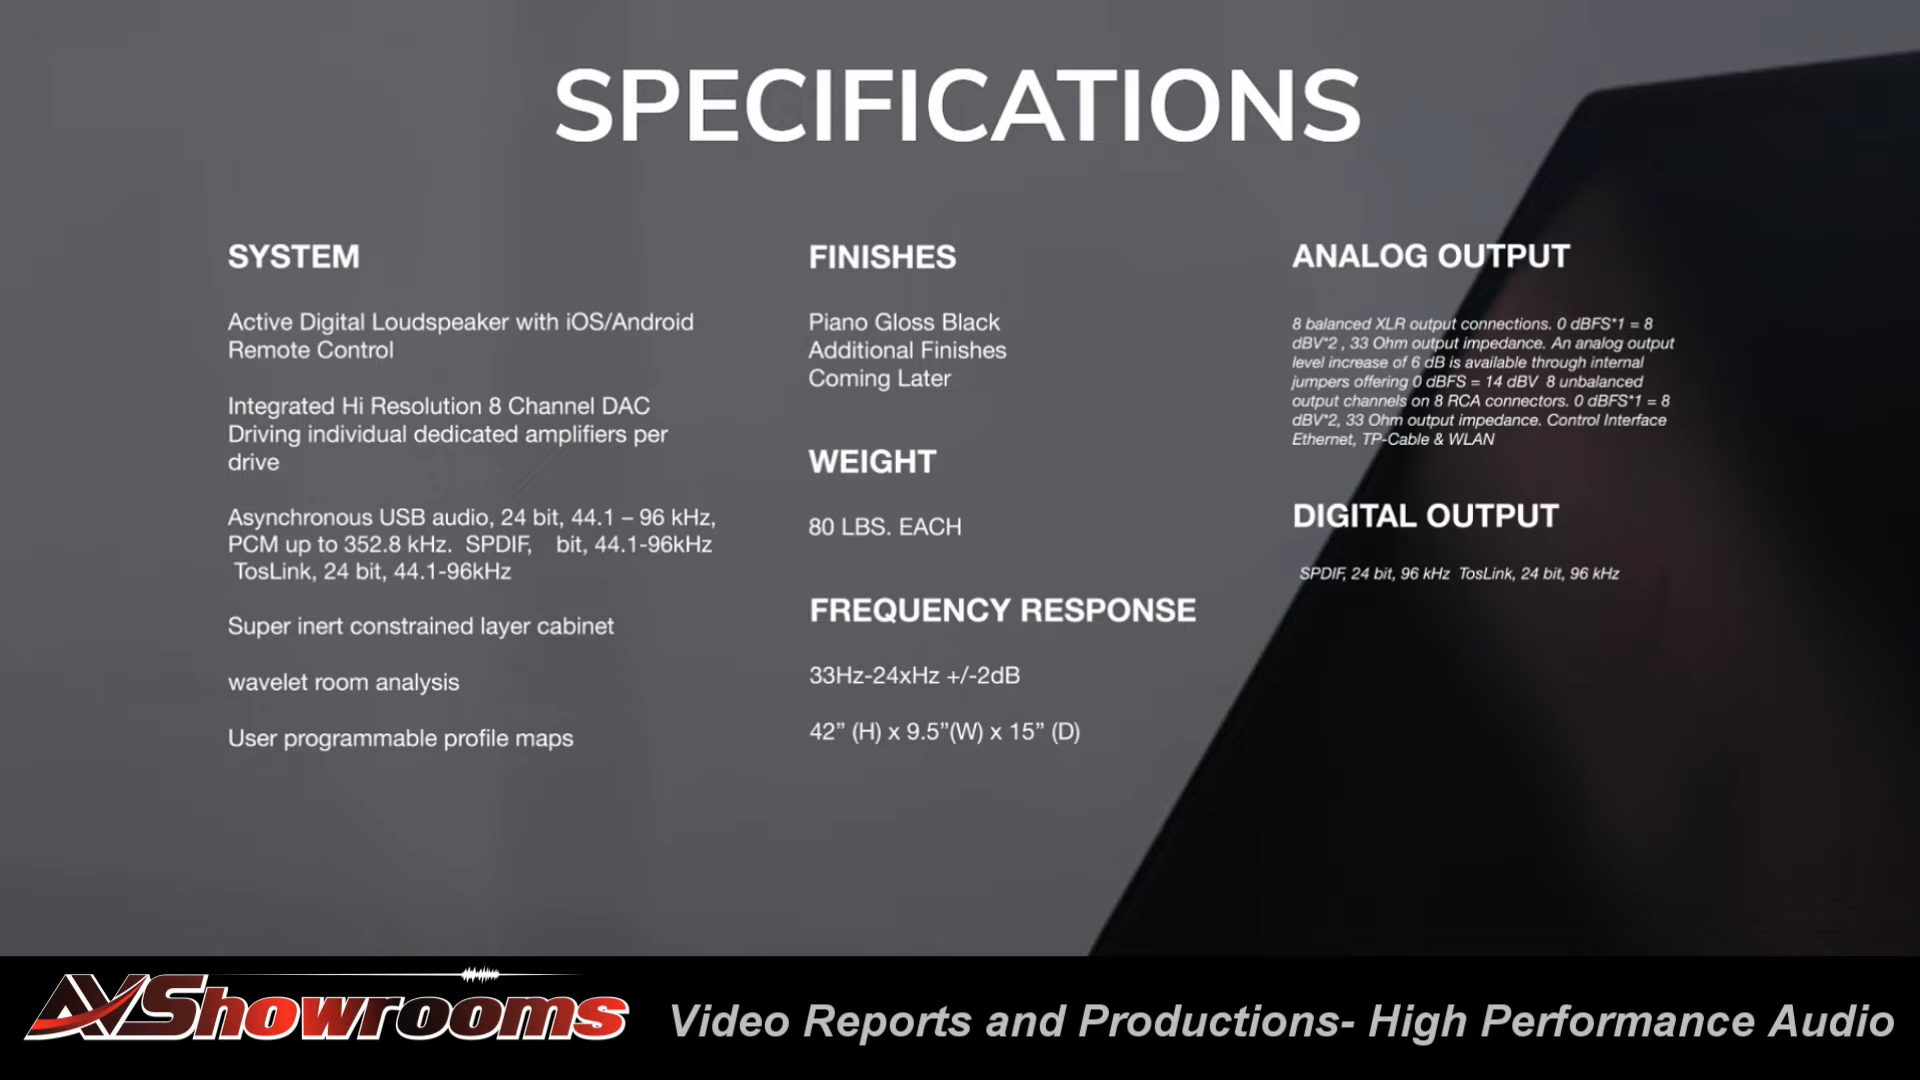 SPECIFICATIONS
SYSTEM
Active Digital Loudspeaker with iOS/Android
Remote Control
Integrated Hi Resolution 8 Channel DAC
Driving individual dedicated amplifiers per
drive
Asynchronous USB audio, 24 bit, 44.1 – 96 kHz,
PCM up to 352.8 kHz. SPDIF, bit, 44.1-96kHz
TosLink, 24 bit, 44.1-96kHz
Super inert constrained layer cabinet
wavelet room analysis
User programmable profile maps
FINISHES
Piano Gloss Black
Additional Finishes
Coming Later
WEIGHT
80 LBS. EACH
FREQUENCY RESPONSE
33Hz-24xHz +/-2dB
42” (H) x 9.5”(W) x 15” (D)
ANALOG OUTPUT
8 balanced XLR output connections. 0 dBFS*1 = 8
dBV*2 , 33 Ohm output impedance. An analog output
level increase of 6 dB is available through internal
jumpers offering 0 dBFS = 14 dBV 8 unbalanced
output channels on 8 RCA connectors. 0 dBFS*1 = 8
dBV*2, 33 Ohm output impedance. Control Interface
Ethernet, TP-Cable & WLAN
DIGITAL OUTPUT
SPDIF, 24 bit, 96 kHz TosLink, 24 bit, 96 kHz
AVShowrooms
Video Reports and Productions- High Performance Audio